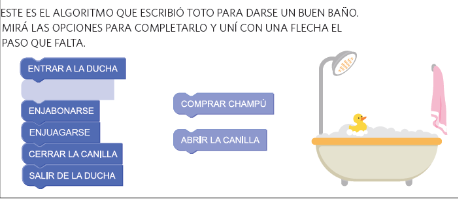 ESTE ES EL ALGORITMO QUE ESCRIBIÓ TOTO PARA DARSE UN BUEN BAÑO.
MIRÁ LAS OPCIONES PARA COMPLETARLO Y UNÍ CON UNA FLECHA EL
PASO QUE FALTA.
ENTRAR A LA DUCHA
ENJABONARSE
ENJUAGARSE
CERRAR LA CANILLA
SALIR DE LA DUCHA
COMPRAR CHAMPÚ
ABRIR LA CANILLA